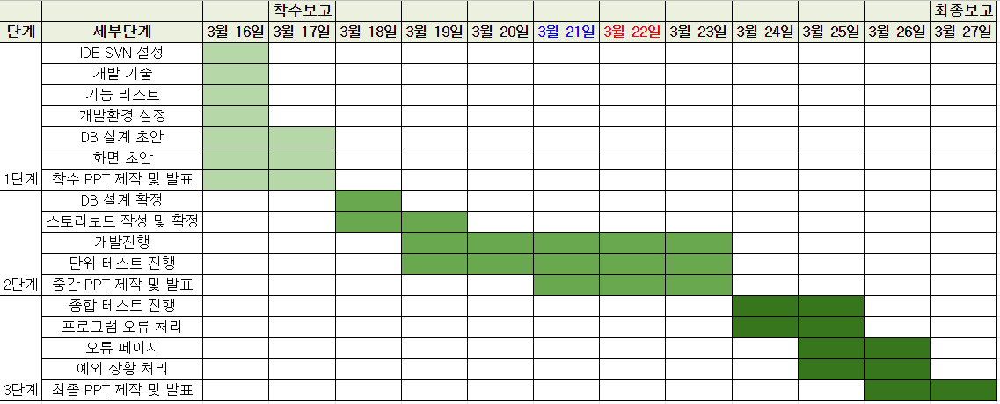 착수보고 최종보고
단계 세부단계 3월 16일 3월 17일 3월 18일 3월 19일 3월 20일 3월 21일 3월 22일 3월 23일 3월 24일 3월 25일 3월 26일 3월 27일
IDE SVN 설정
개발 기술
기능 리스트
개발환경 설정
DB 설계 초안
화면 초안
1단계 착수 PPT 제작 및 발표
DB 설계 확정
스토리보드 작성 및 확정
개발진행
단위 테스트 진행
2단계 중간 PPT 제작 및 발표
종합 테스트 진행
프로그램 오류 처리
오류 페이지
예외 상황 처리
3단계 최종 PPT 제작 및 발표